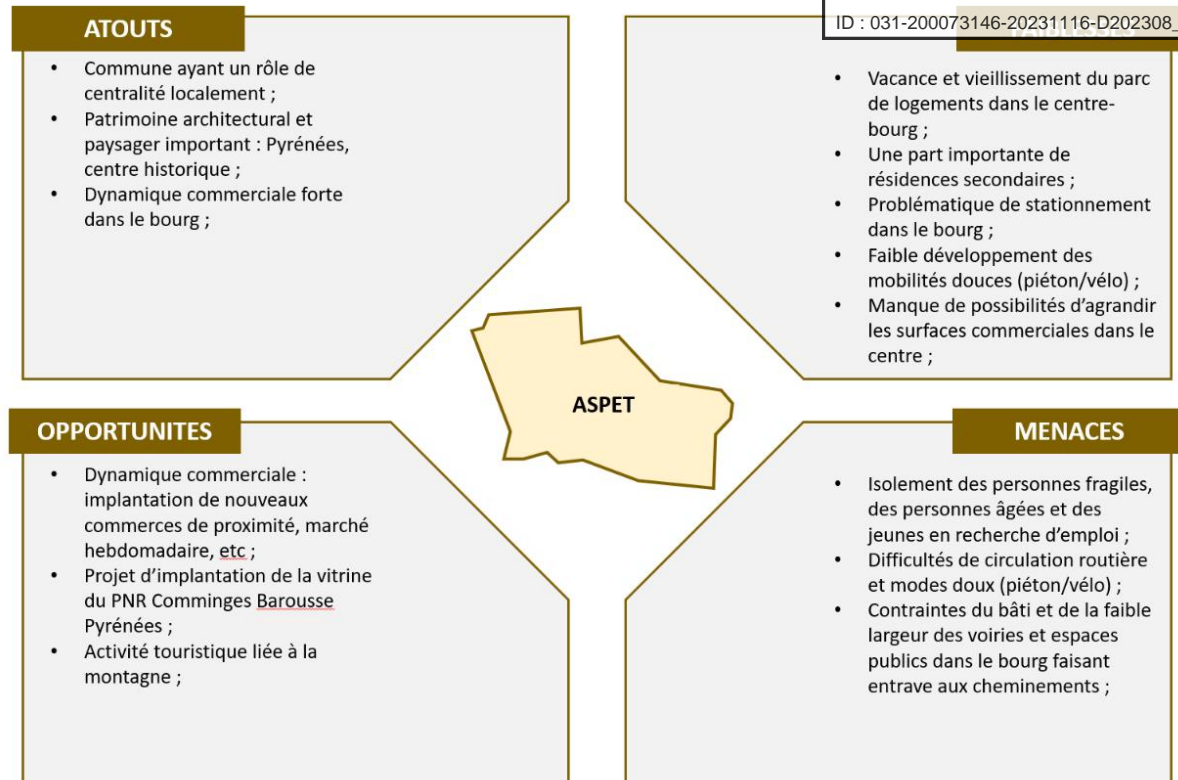 ATOUTS
• Commune ayant un rôle de
centralité localement ;
• Patrimoine architectural et
paysager important : Pyrénées,
centre historique ;
• Dynamique commerciale forte
dans le bourg ;
ID : 031-200073146-20231116-D202308_
FAIBLESSES
• Vacance et vieillissement du parc
de logements dans le centre-
bourg ;
• Une part importante de
résidences secondaires ;
• Problématique de stationnement
dans le bourg ;
• Faible développement des
mobilités douces (piéton/vélo) ;
• Manque de possibilités d'agrandir
les surfaces commerciales dans le
centre ;
ASPET
OPPORTUNITES
• Dynamique commerciale :
implantation de nouveaux
commerces de proximité, marché
hebdomadaire, etc ;
• Projet d'implantation de la vitrine
du PNR Comminges Barousse
Pyrénées ;
• Activité touristique liée à la
montagne ;
MENACES
• Isolement des personnes fragiles,
des personnes âgées et des
jeunes en recherche d'emploi ;
• Difficultés de circulation routière
et modes doux (piéton/vélo) ;
• Contraintes du bâti et de la faible
largeur des voiries et espaces
publics dans le bourg faisant
entrave aux cheminements ;